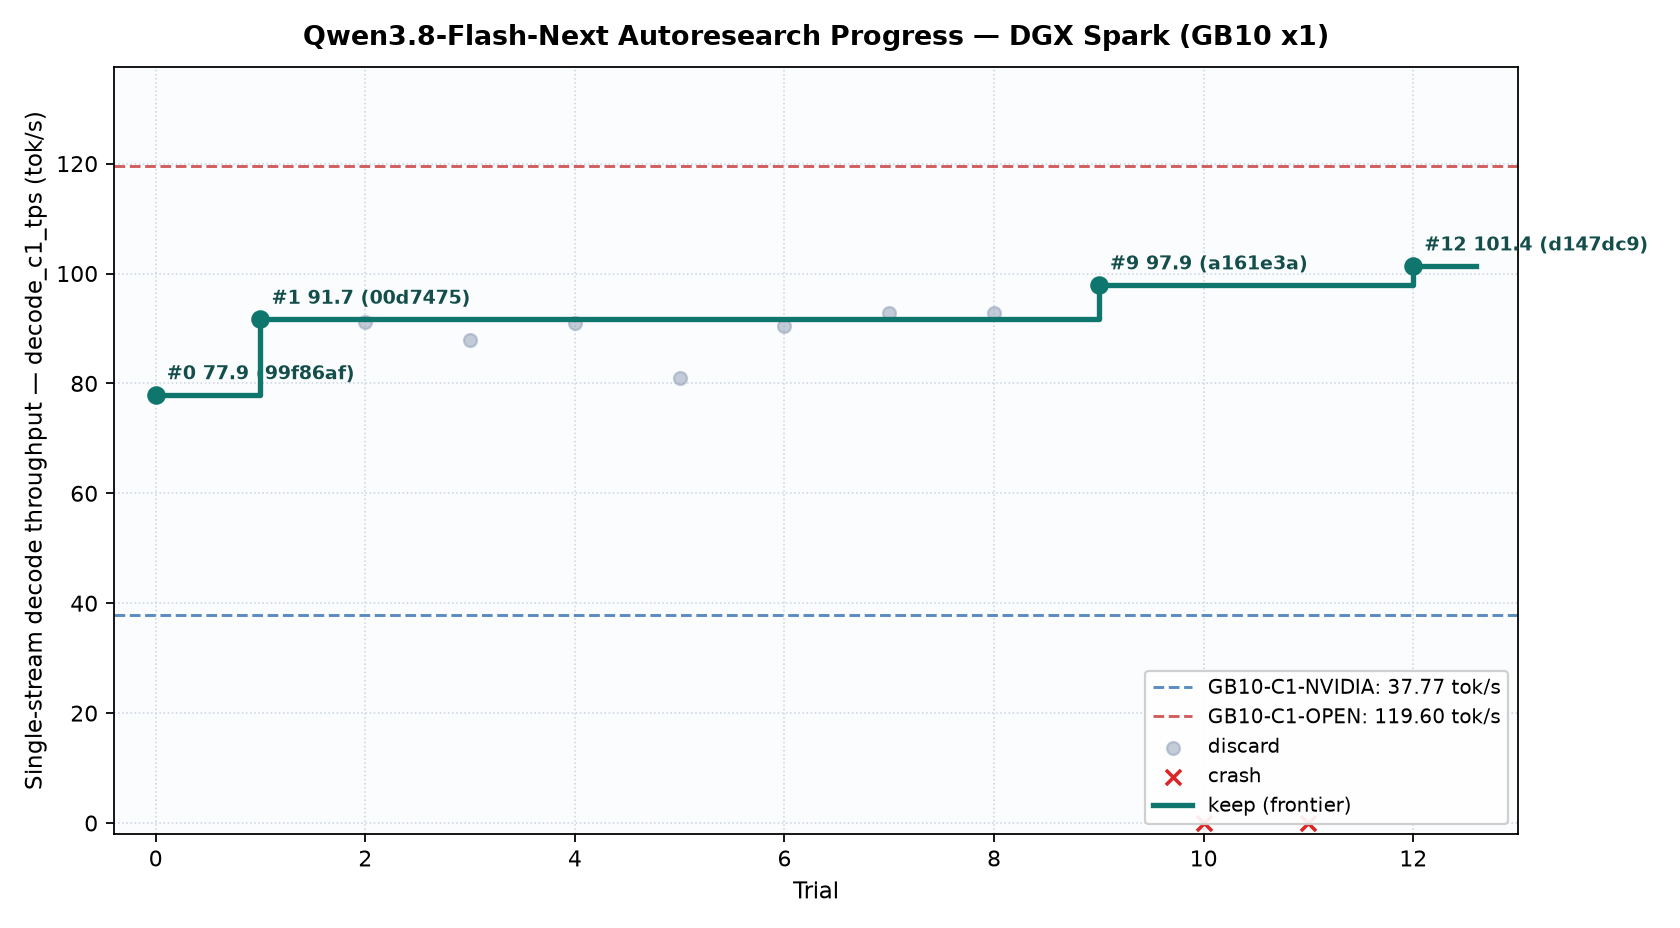 Qwen3.8-Flash-Next Autoresearch Progress — DGX Spark (GB10 x1)
Single-stream decode throughput — decode_c1_tps (tok/s)
120
100
80
60
40
20
0
#0 77.9 (99f86af)
#1 91.7 (00d7475)
#9 97.9 (a161e3a)
#12 101.4 (d147dc9)
GB10-C1-NVIDIA: 37.77 tok/s
GB10-C1-OPEN: 119.60 tok/s
discard
crash
keep (frontier)
0 2 4 6 8 10 12
Trial